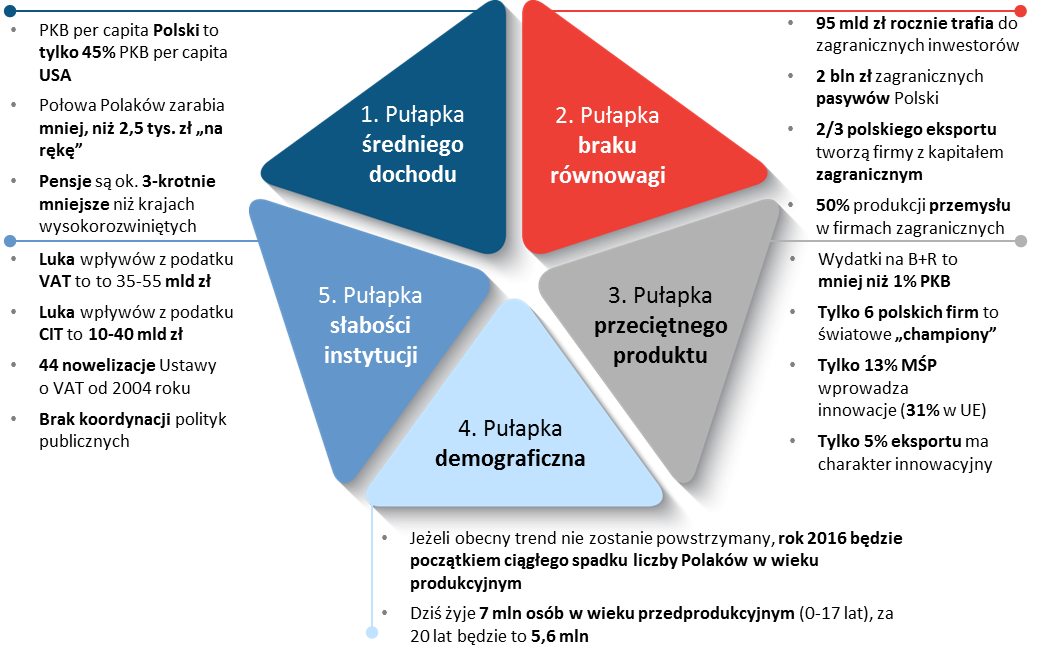 PKB per capita Polski to
tylko 45% PKB per capita
USA
Połowa Polaków zarabia
mniej, niż 2,5 tys. zł „na
rękę”
Pensje są ok. 3-krotnie
mniejsze niż krajach
wysokorozwiniętych
1. Pułapka
średniego
dochodu
2. Pułapka
braku
równowagi
95 mld zł rocznie trafia do
zagranicznych inwestorów
2 bln zł zagranicznych
pasywów Polski
2/3 polskiego eksportu
tworzą firmy z kapitałem
zagranicznym
50% produkcji przemysłu
w firmach zagranicznych
Luka wpływów z podatku
VAT to to 35-55 mld zł
Luka wpływów z podatku
CIT to 10-40 mld zł
44 nowelizacje Ustawy
o VAT od 2004 roku
Brak koordynacji polityk
publicznych
5. Pułapka
słabości
instytucji
3. Pułapka
przeciętnego
produktu
Wydatki na B+R to
mniej niż 1% PKB
Tylko 6 polskich firm to
światowe „championy”
Tylko 13% MŚP
wprowadza
innowacje (31% w UE)
Tylko 5% eksportu ma
charakter innowacyjny
4. Pułapka
demograficzna
Jeżeli obecny trend nie zostanie powstrzymany, rok 2016 będzie
początkiem ciągłego spadku liczby Polaków w wieku
produkcyjnym
Dziś żyje 7 mln osób w wieku przedprodukcyjnym (0-17 lat), za
20 lat będzie to 5,6 mln